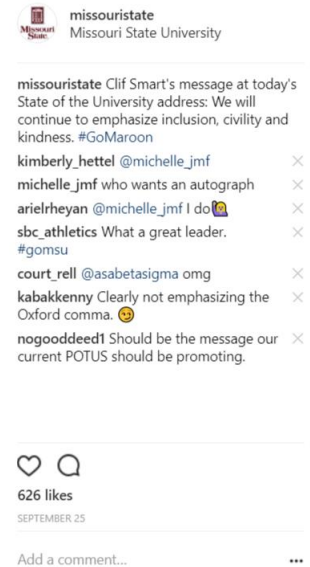 Missouri
State
missouristate
Missouri State University
missouristate Clif Smart's message at today's
State of the University address: We will
continue to emphasize inclusion, civility and
kindness. #GoMaroon
kimberly_hettel @michelle_jmf
michelle_jmf who wants an autograph
arielrheyan @michelle_jmf I do🙋
sbc_athletics What a great leader.
#gomsu
court_rell @asabetasigma omg
kabakkenny Clearly not emphasizing the
Oxford comma. 😉
nogooddeed1 Should be the message our
current POTUS should be promoting.
626 likes
SEPTEMBER 25
Add a comment...